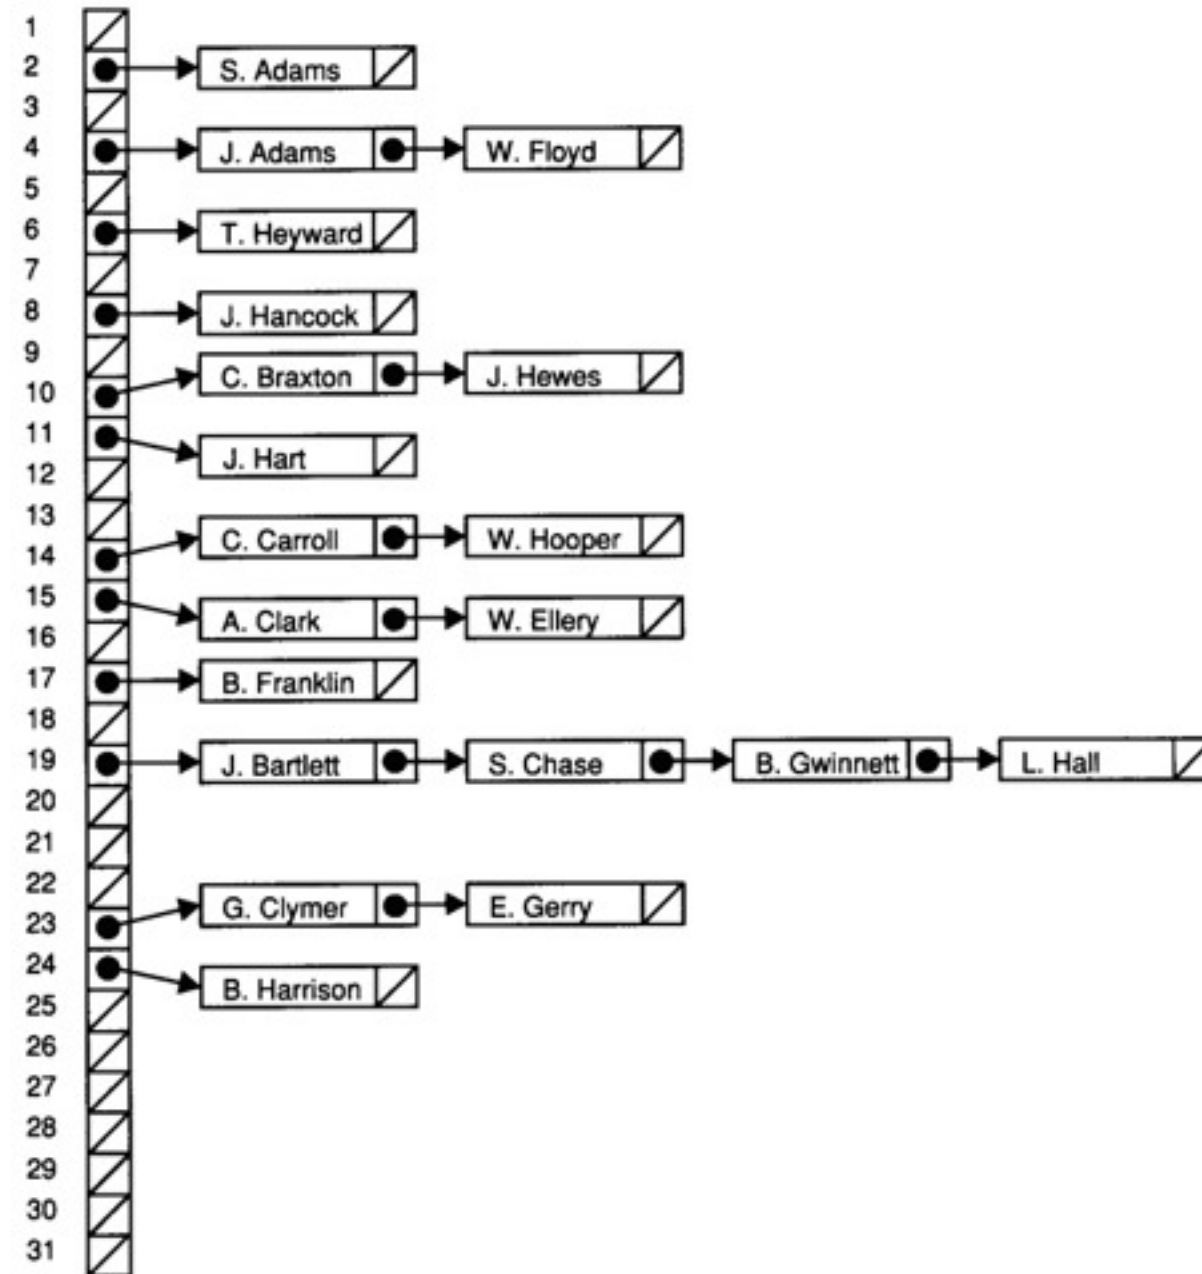 1
2 S. Adams
3
4 J. Adams W. Floyd
5
6 T. Heyward
7
8 J. Hancock
9
C. Braxton J. Hewes
10
11
J. Hart
12
13
C. Carroll W. Hooper
14
15
A. Clark W. Ellery
16
17 B. Franklin
18
19 J. Bartlett S. Chase B. Gwinnett L. Hall
20
21
22
G. Clymer E. Gerry
23
24
B. Harrison
25
26
27
28
29
30
31